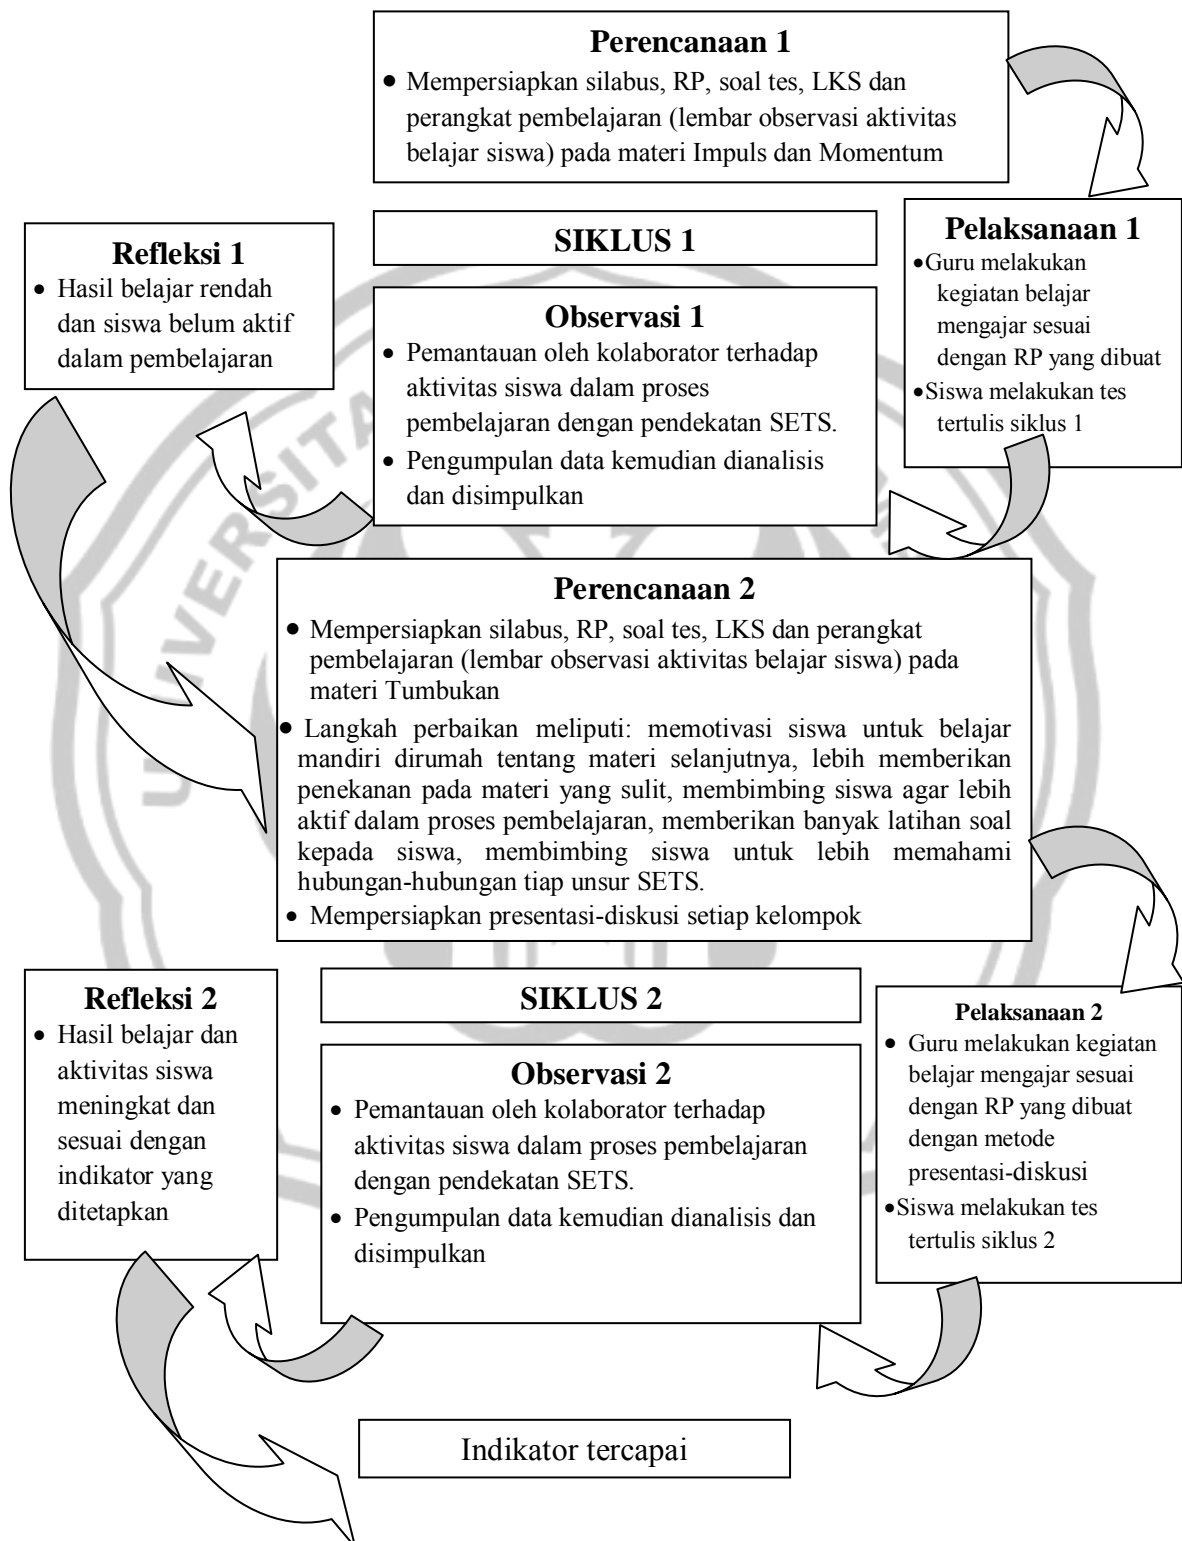 Perencanaan 1
• Mempersiapkan silabus, RP, soal tes, LKS dan
perangkat pembelajaran (lembar observasi aktivitas
belajar siswa) pada materi Impuls dan Momentum
SIKLUS 1
Pelaksanaan 1
•Guru melakukan
kegiatan belajar
mengajar sesuai
dengan RP yang dibuat
•Siswa melakukan tes
tertulis siklus 1
Observasi 1
• Pemantauan oleh kolaborator terhadap
aktivitas siswa dalam proses
pembelajaran dengan pendekatan SETS.
• Pengumpulan data kemudian dianalisis
dan disimpulkan
Refleksi 1
• Hasil belajar rendah
dan siswa belum aktif
dalam pembelajaran
Perencanaan 2
• Mempersiapkan silabus, RP, soal tes, LKS dan perangkat
pembelajaran (lembar observasi aktivitas belajar siswa) pada
materi Tumbukan
• Langkah perbaikan meliputi: memotivasi siswa untuk belajar
mandiri dirumah tentang materi selanjutnya, lebih memberikan
penekanan pada materi yang sulit, membimbing siswa agar lebih
aktif dalam proses pembelajaran, memberikan banyak latihan soal
kepada siswa, membimbing siswa untuk lebih memahami
hubungan-hubungan tiap unsur SETS.
• Mempersiapkan presentasi-diskusi setiap kelompok
SIKLUS 2
Pelaksanaan 2
• Guru melakukan kegiatan
belajar mengajar sesuai
dengan RP yang dibuat
dengan metode
presentasi-diskusi
•Siswa melakukan tes
tertulis siklus 2
Observasi 2
• Pemantauan oleh kolaborator terhadap
aktivitas siswa dalam proses pembelajaran
dengan pendekatan SETS.
• Pengumpulan data kemudian dianalisis dan
disimpulkan
Refleksi 2
• Hasil belajar dan
aktivitas siswa
meningkat dan
sesuai dengan
indikator yang
ditetapkan
Indikator tercapai